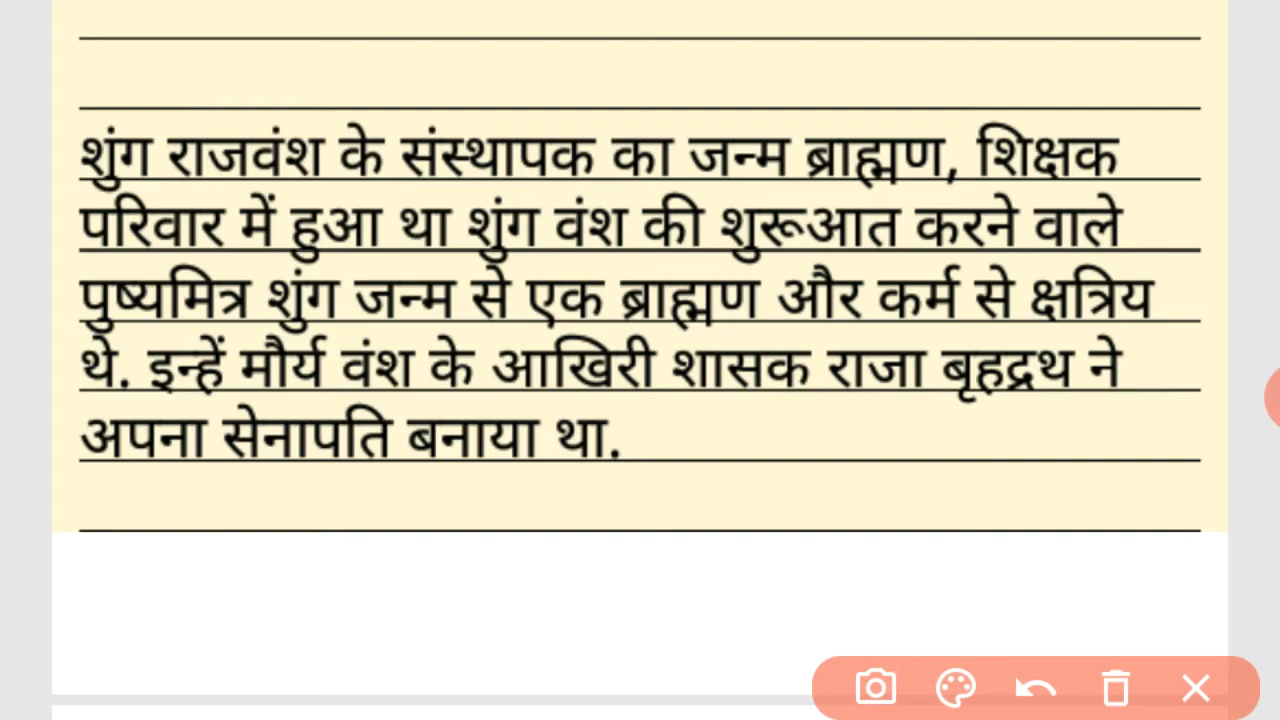 शुंग राजवंश के संस्थापक का जन्म ब्राह्मण, शिक्षक
परिवार में हुआ था शुंग वंश की शुरूआत करने वाले
पुष्यमित्र शुंग जन्म से एक ब्राह्मण और कर्म से क्षत्रिय
थे. इन्हें मौर्य वंश के आखिरी शासक राजा बृहद्रथ ने
अपना सेनापति बनाया था.